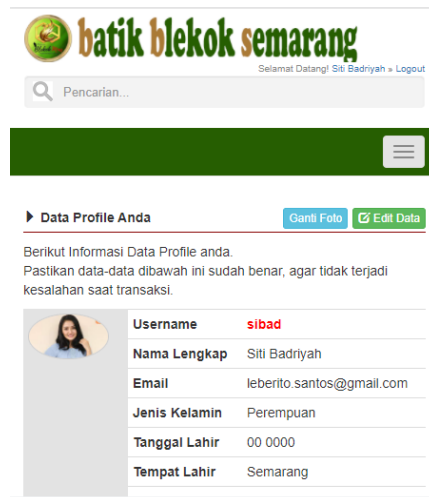 batik blekok semarang
Selamat Datang! Siti Badriyah » Logout
Pencarian...
Data Profile Anda
Ganti Foto
Edit Data
Berikut Informasi Data Profile anda.
Pastikan data-data dibawah ini sudah benar, agar tidak terjadi
kesalahan saat transaksi.
Username sibad
Nama Lengkap Siti Badriyah
Email leberito.santos@gmail.com
Jenis Kelamin Perempuan
Tanggal Lahir 00 0000
Tempat Lahir Semarang